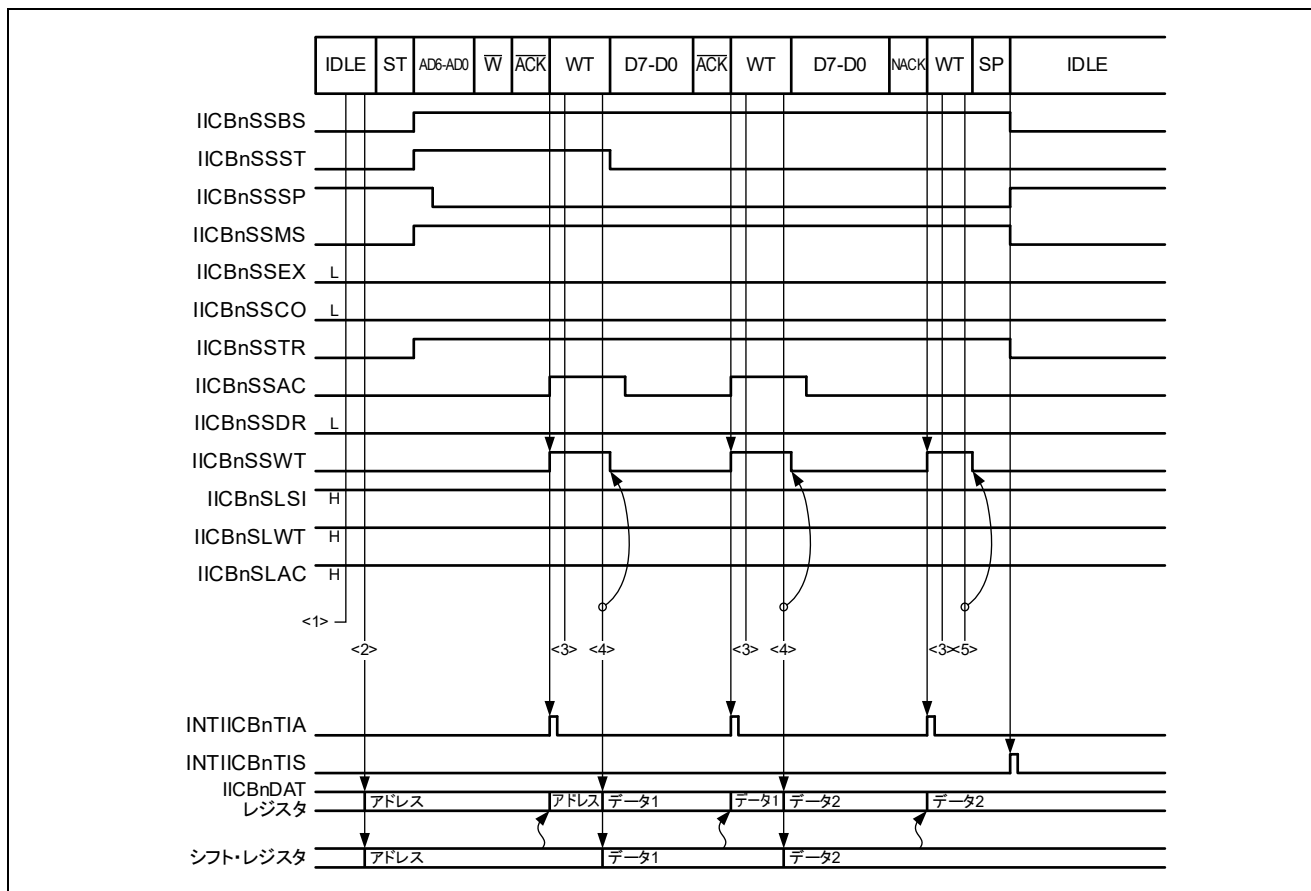 IDLE ST AD6-AD0 W ACK WT D7-D0 ACK WT D7-D0 NACK WT SP IDLE
IICBnSSBS
IICBnSSST
IICBnSSSP
IICBnSSMS
IICBnSSEX L
IICBnSSCO L
IICBnSSTR
IICBnSSAC
IICBnSSDR L
IICBnSSWT
IICBnSLSI H
IICBnSLWT H
IICBnSLAC H
<1>
<2> <3> <4> <3> <4> <3><5>
INTIICBnTIA
INTIICBnTIS
IICBnDAT
レジスタ アドレス アドレス データ1 データ1 データ2 データ2
シフト・レジスタ アドレス データ1 データ2